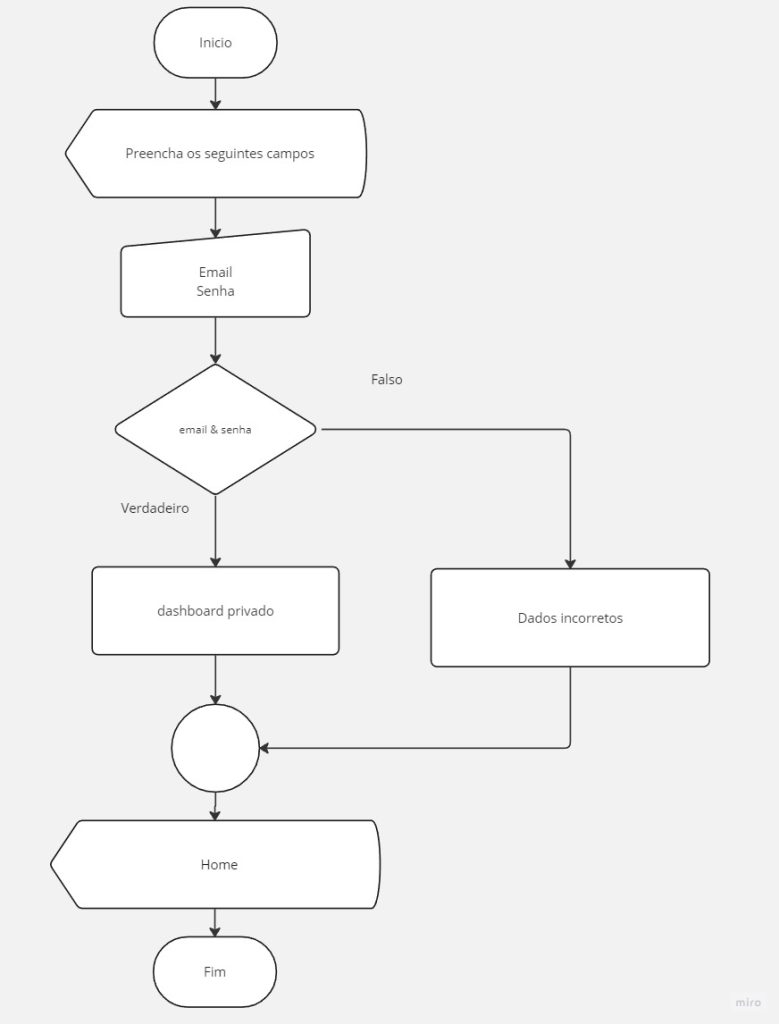 Inicio
Preencha os seguintes campos
Email
Senha
Falso
email & senha
Verdadeiro
dashboard privado
Dados incorretos
Home
Fim
miro